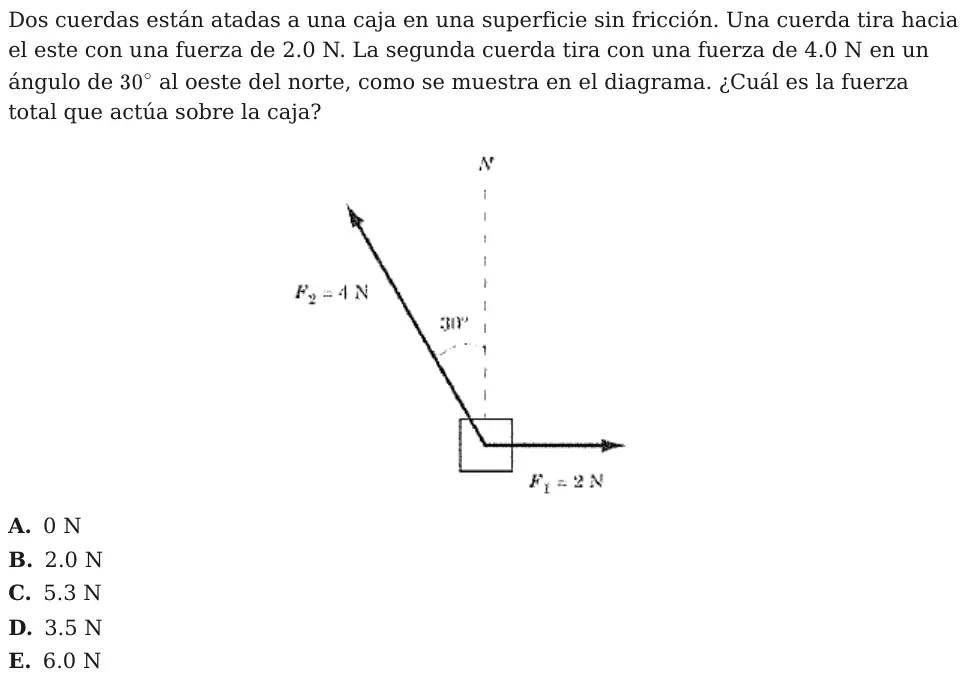 Dos cuerdas están atadas a una caja en una superficie sin fricción. Una cuerda tira hacia
el este con una fuerza de 2.0 N. La segunda cuerda tira con una fuerza de 4.0 N en un
ángulo de 30° al oeste del norte, como se muestra en el diagrama. ¿Cuál es la fuerza
total que actúa sobre la caja?
N
F₂ = 4 N
30°
F₁ = 2 N
A. 0 N
B. 2.0 N
C. 5.3 N
D. 3.5 N
E. 6.0 N